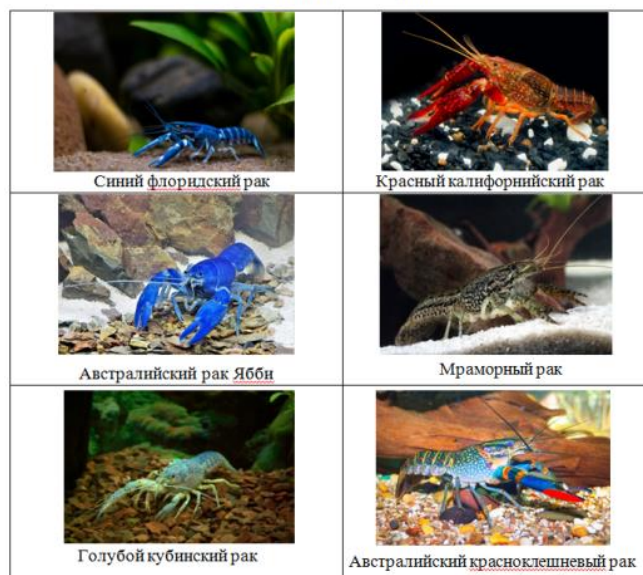 Синий флоридский рак
Красный калифорнийский рак
Австралийский рак Ябби
Мраморный рак
Голубой кубинский рак
Австралийский красноклешневый рак